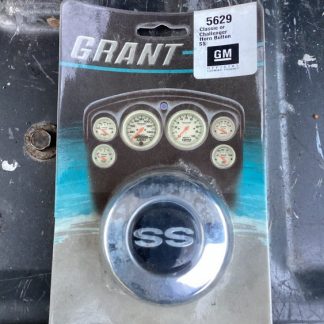 GRANT
5629
Classic or
Challenger
Horn Button
SS
GM
SS